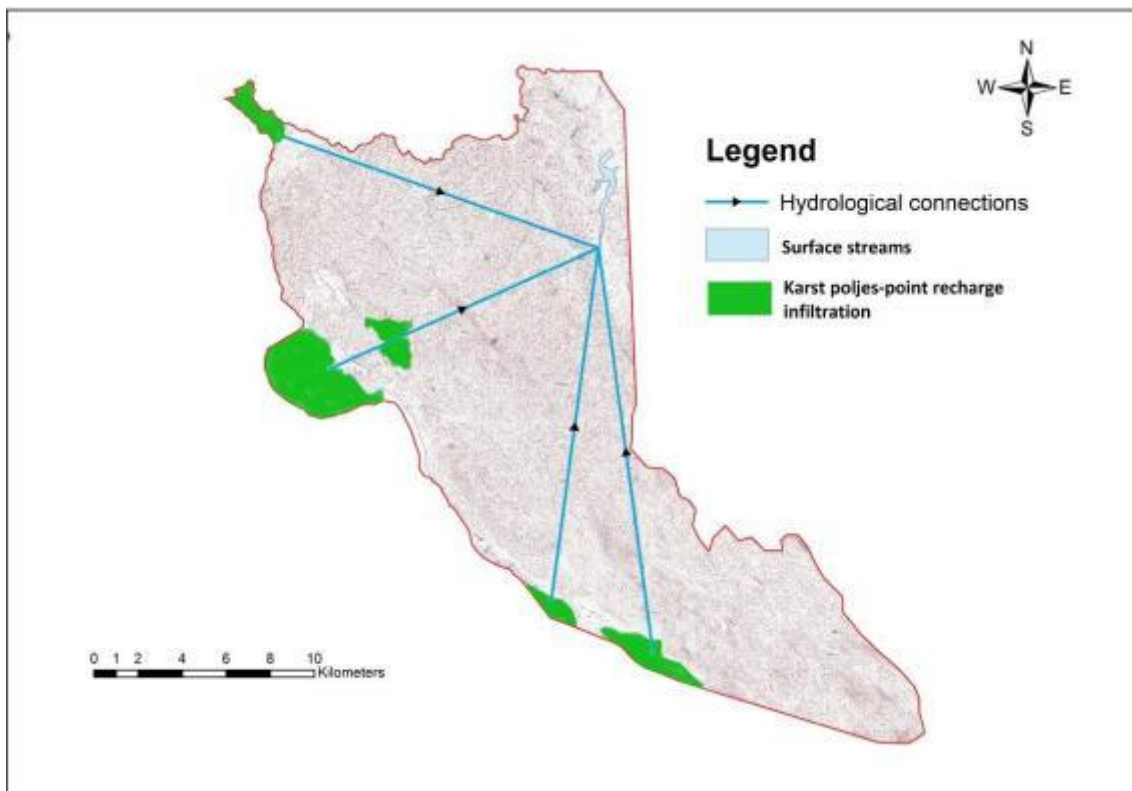 N
W E
S
Legend
Hydrological connections
Surface streams
Karst poljes-point recharge
infiltration
0 1 2 4 6 8 10
Kilometers